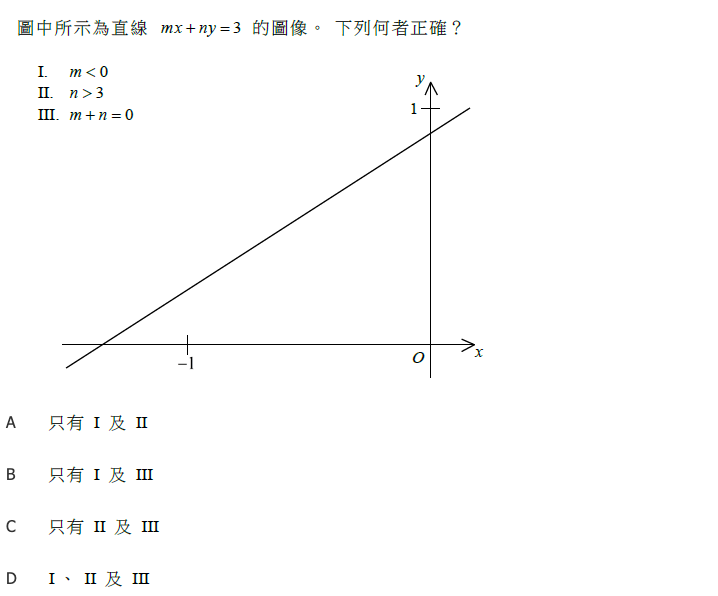 圖中所示為直線 mx + ny = 3 的圖像。 下列何者正確？
I. m < 0
II. n > 3
III. m + n = 0
y
1
−1
O
x
A 只有 I 及 II
B 只有 I 及 III
C 只有 II 及 III
D I、 II 及 III